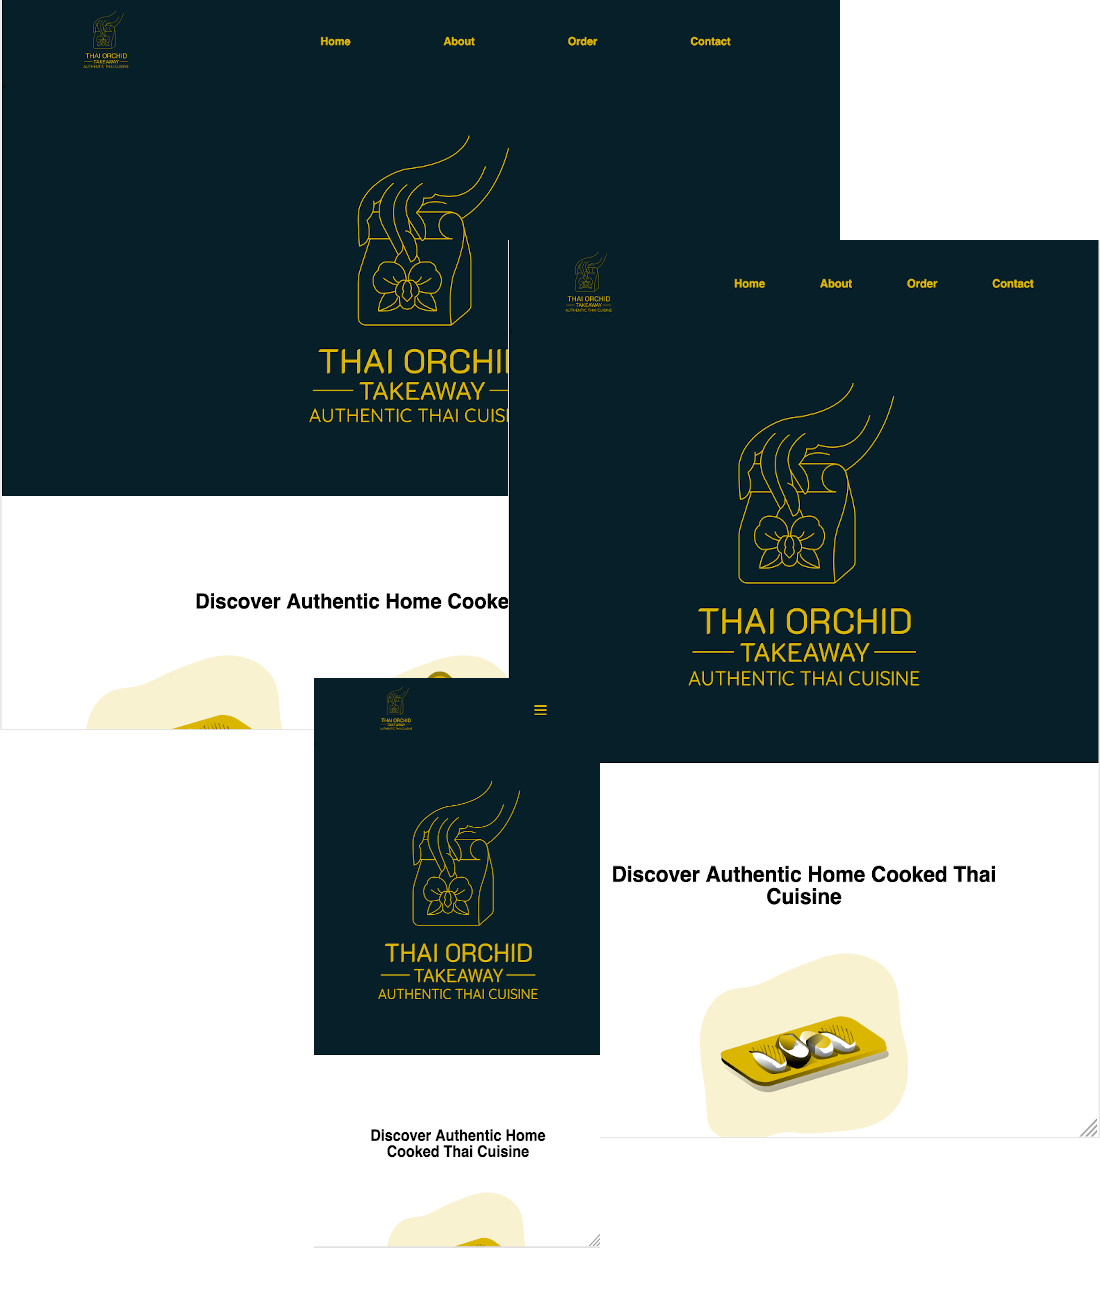 THAI ORCHID
TAKEAWAY
AUTHENTIC THAI CUISINE
Home
About
Order
Contact
THAI ORCHI
TAKEAWAY
AUTHENTIC THAI CUIS
Discover Authentic Home Cooke
THAI ORCHID
TAKEAWAY
AUTHENTIC THAI CUISINE
Home
About
Order
Contact
THAI ORCHID
TAKEAWAY
AUTHENTIC THAI CUISINE
Discover Authentic Home Cooked Thai
Cuisine
THAI ORCHID
TAKEAWAY
AUTHENTIC THAI CUISINE
THAI ORCHID
TAKEAWAY
AUTHENTIC THAI CUISINE
Discover Authentic Home
Cooked Thai Cuisine